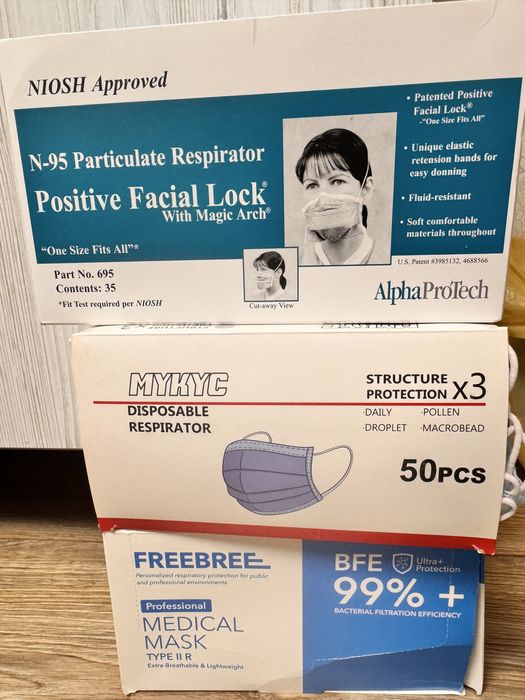 NIOSH Approved
• Patented Positive
Facial Lock®
-"One Size Fits All"
• Unique elastic
retension bands for
easy donning
• Fluid-resistant
• Soft comfortable
materials throughout
N-95 Particulate Respirator
Positive Facial Lock®
With Magic Arch®
"One Size Fits All"*
Part No. 695
Contents: 35
*Fit Test required per NIOSH
Cut-away View
U.S. Patent #3985132, 4688566
AlphaProTech
MYKYC
DISPOSABLE
RESPIRATOR
STRUCTURE
PROTECTION X3
·DAILY ·POLLEN
·DROPLET ·MACROBEAD
50PCS
FREEBREE
Personalized respiratory protection for public
and professional environments
Professional
MEDICAL
MASK
TYPE II R
Extra-Breathable & Lightweight
BFE Ultra+
Protection
99% +
BACTERIAL FILTRATION EFFICIENCY